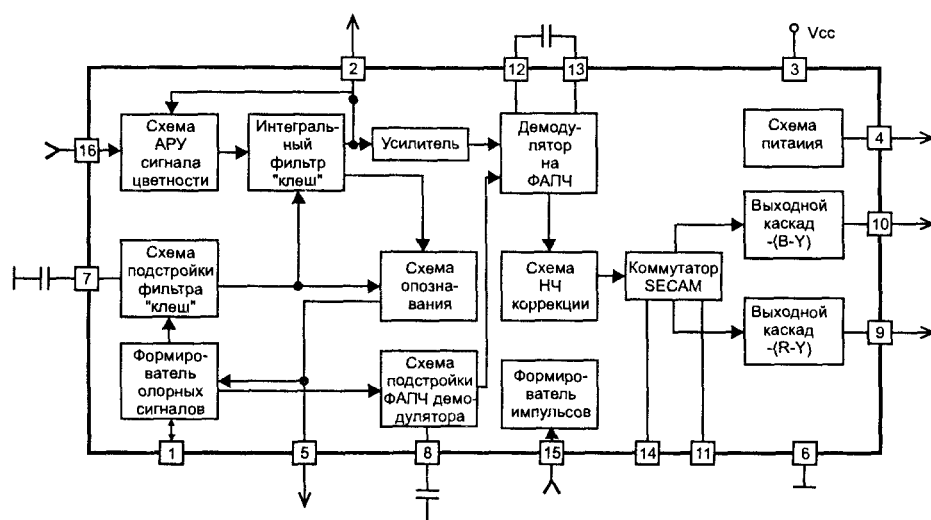 Vcc
2
12
13
3
16
Схема
АРУ
сигнала
цветности
Интеграль-
ный
фильтр
"клеш"
Усилитель
Демоду-
лятор
на
ФАПЧ
Схема
питаиия
4
Выходной
каскад
-(B-Y)
10
7
Схема
подстройки
фильтра
"клеш"
Схема
опозна-
вания
Схема
НЧ
коррекции
Коммутатор
SECAM
Выходной
каскад
-(R-Y)
9
Формиро-
ватель
олорных
сигналов
Схема
подстройки
ФАПЧ демо-
дулятора
Формиро-
ватель
импульсов
1
5
8
15
14
11
6